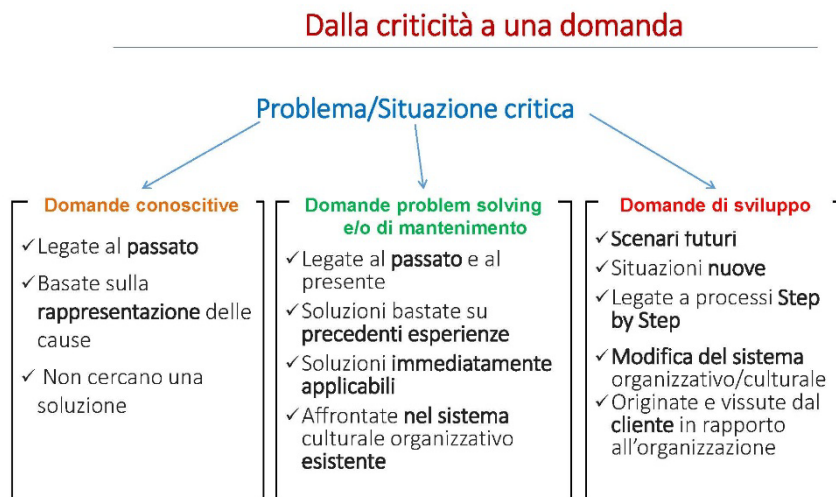 Dalla criticità a una domanda
Problema/Situazione critica
Domande conoscitive
✓Legate al passato
✓Basate sulla
rappresentazione delle
cause
✓ Non cercano una
soluzione
Domande problem solving
e/o di mantenimento
✓Legate al passato e al
presente
✓Soluzioni bastate su
precedenti esperienze
✓Soluzioni immediatamente
applicabili
✓Affrontate nel sistema
culturale organizzativo
esistente
Domande di sviluppo
✓Scenari futuri
✓Situazioni nuove
✓Legate a processi Step
by Step
✓Modifica del sistema
organizzativo/culturale
✓Originate e vissute dal
cliente in rapporto
all'organizzazione